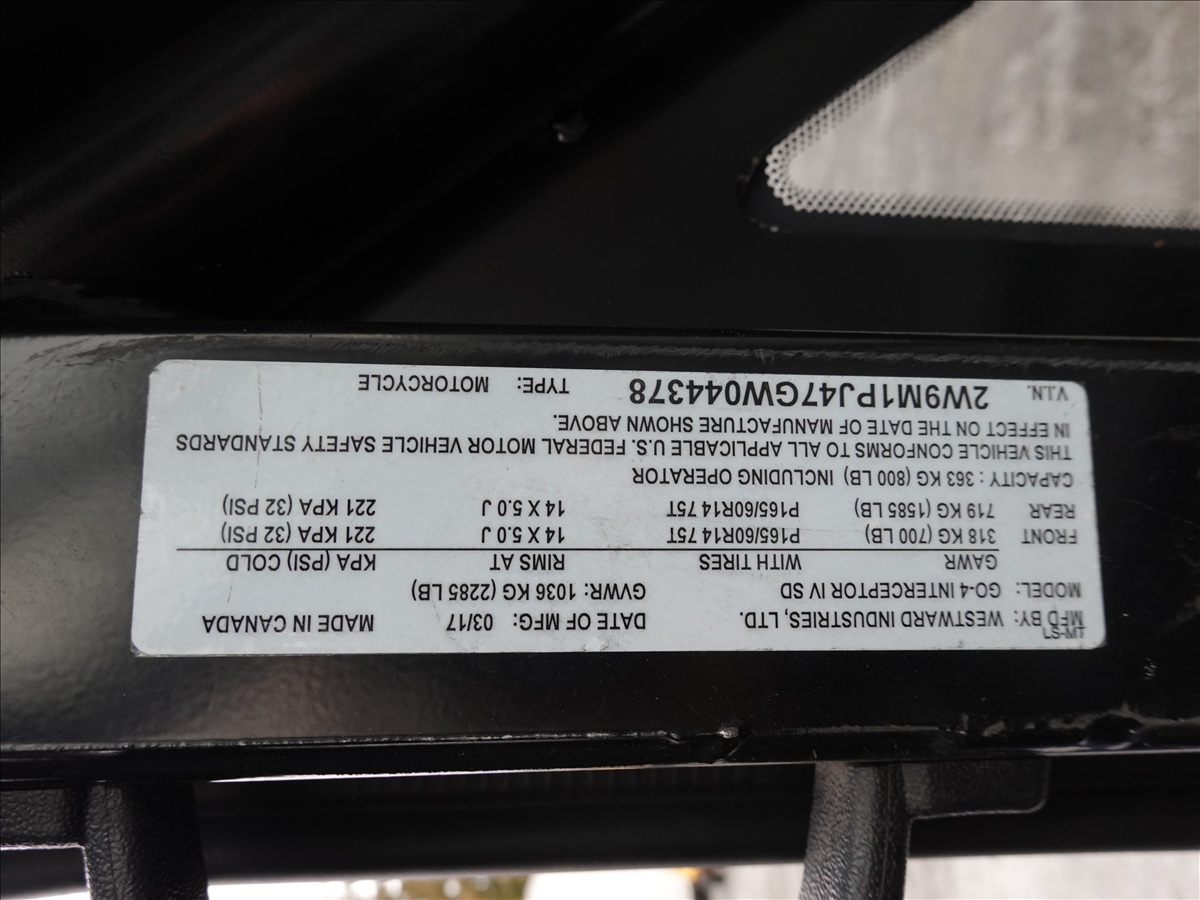 LS-MT
MFD BY: WESTWARD INDUSTRIES, LTD. DATE OF MFG: 03/17 MADE IN CANADA
MODEL: GO-4 INTERCEPTOR IV SD GVWR: 1036 KG (2285 LB)
GAWR WITH TIRES RIMS AT KPA (PSI) COLD
FRONT 318 KG (700 LB) P165/60R14 75T 14 X 5.0 J 221 KPA (32 PSI)
REAR 719 KG (1585 LB) P165/60R14 75T 14 X 5.0 J 221 KPA (32 PSI)
CAPACITY : 363 KG (800 LB) INCLUDING OPERATOR
THIS VEHICLE CONFORMS TO ALL APPLICABLE U.S. FEDERAL MOTOR VEHICLE SAFETY STANDARDS
IN EFFECT ON THE DATE OF MANUFACTURE SHOWN ABOVE.
V.I.N. 2W9M1PJ47GW044378 TYPE: MOTORCYCLE